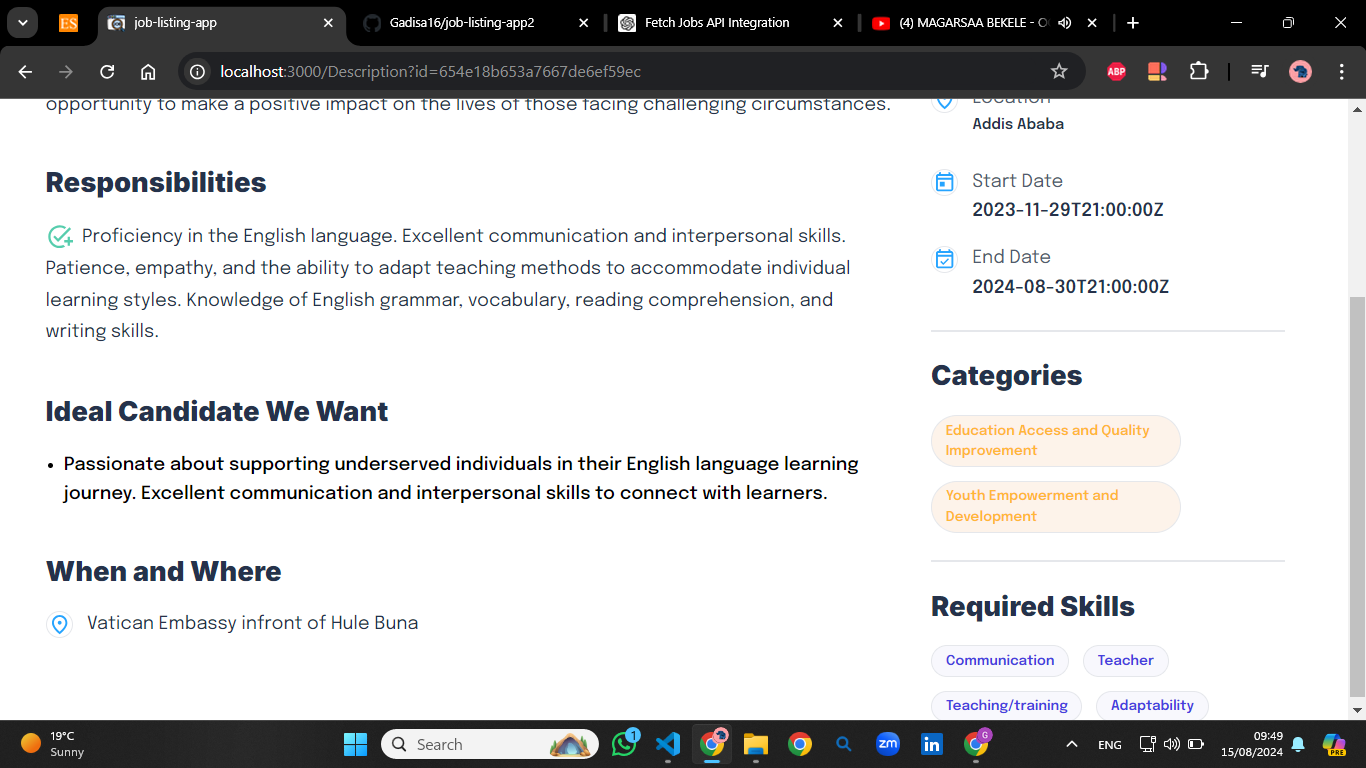 job-listing-app
Gadisa16/job-listing-app2
Fetch Jobs API Integration
(4) MAGARSAA BEKELE - O
localhost:3000/Description?id=654e18b653a7667de6ef59ec
ABP
opportunity to make a positive impact on the lives of those facing challenging circumstances.
Responsibilities
Proficiency in the English language. Excellent communication and interpersonal skills.
Patience, empathy, and the ability to adapt teaching methods to accommodate individual
learning styles. Knowledge of English grammar, vocabulary, reading comprehension, and
writing skills.
Ideal Candidate We Want
• Passionate about supporting underserved individuals in their English language learning
journey. Excellent communication and interpersonal skills to connect with learners.
When and Where
Vatican Embassy infront of Hule Buna
Location
Addis Ababa
Start Date
2023-11-29T21:00:00Z
End Date
2024-08-30T21:00:00Z
Categories
Education Access and Quality
Improvement
Youth Empowerment and
Development
Required Skills
Communication
Teacher
Teaching/training
Adaptability
19°C
Sunny
Search
1
zm
in
G
ENG
09:49
15/08/2024
PRE